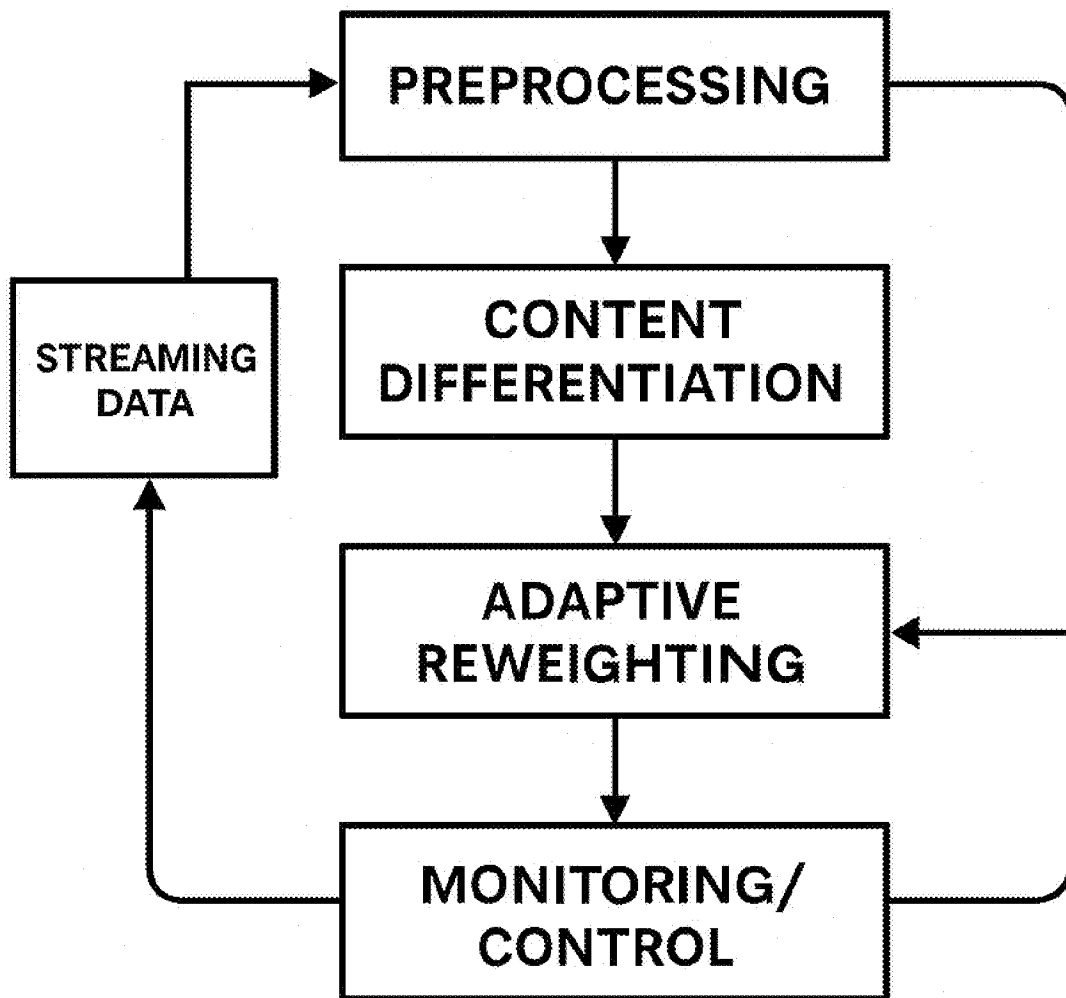 PREPROCESSING
CONTENT
DIFFERENTIATION
STREAMING
DATA
ADAPTIVE
REWEIGHTING
MONITORING/
CONTROL